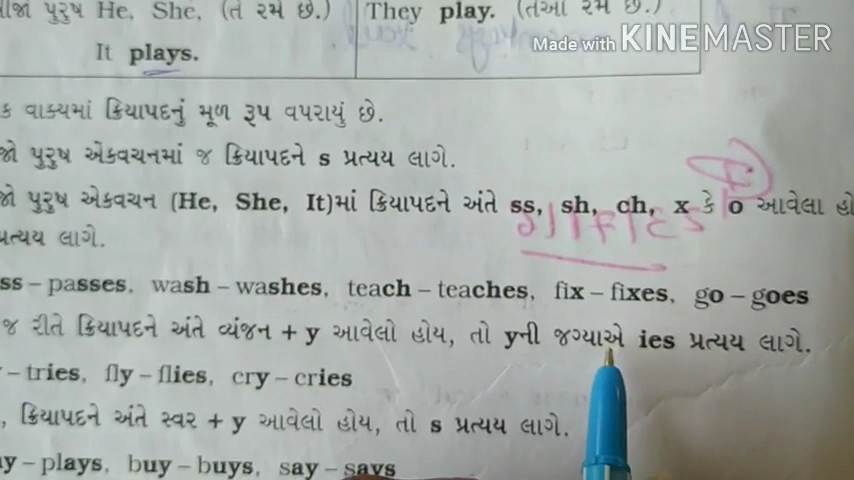 પુરુષ He, She, (તે રમે છે.) They play. (તેઓ રમે છે.)
Made with KINEMASTER
It plays.
ક વાક્યમાં ક્રિયાપદનું મૂળ રૂપ વપરાયું છે.
જો પુરુષ એકવચનમાં જ ક્રિયાપદને s પ્રત્યય લાગે.
જો પુરુષ એકવચન (He, She, It)માં ક્રિયાપદને અંતે ss, sh, ch, x કે o આવેલા હો
પ્રત્યય લાગે.
ss – passes, wash – washes, teach – teaches, fix – fixes, go – goes
જ રીતે ક્રિયાપદને અંતે વ્યંજન + y આવેલો હોય, તો yની જગ્યાએ ies પ્રત્યય લાગે.
– tries, fly – flies, cry – cries
, ક્રિયાપદને અંતે સ્વર + y આવેલો હોય, તો s પ્રત્યય લાગે.
ay – plays, buy – buys, say – says